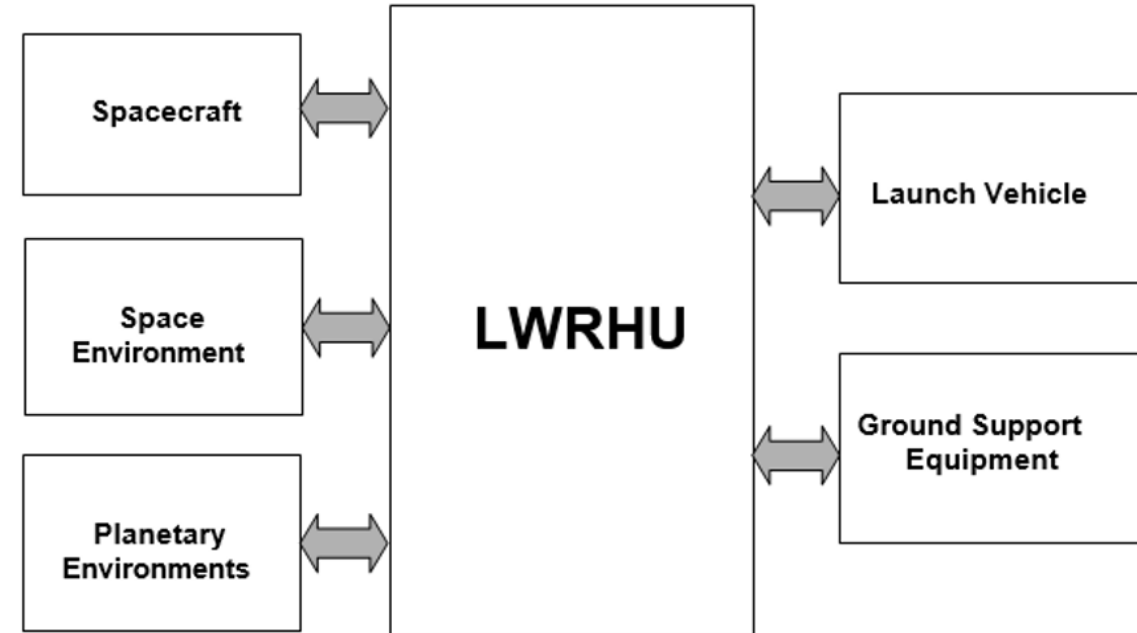 Spacecraft
Space
Environment
Planetary
Environments
LWRHU
Launch Vehicle
Ground Support
Equipment